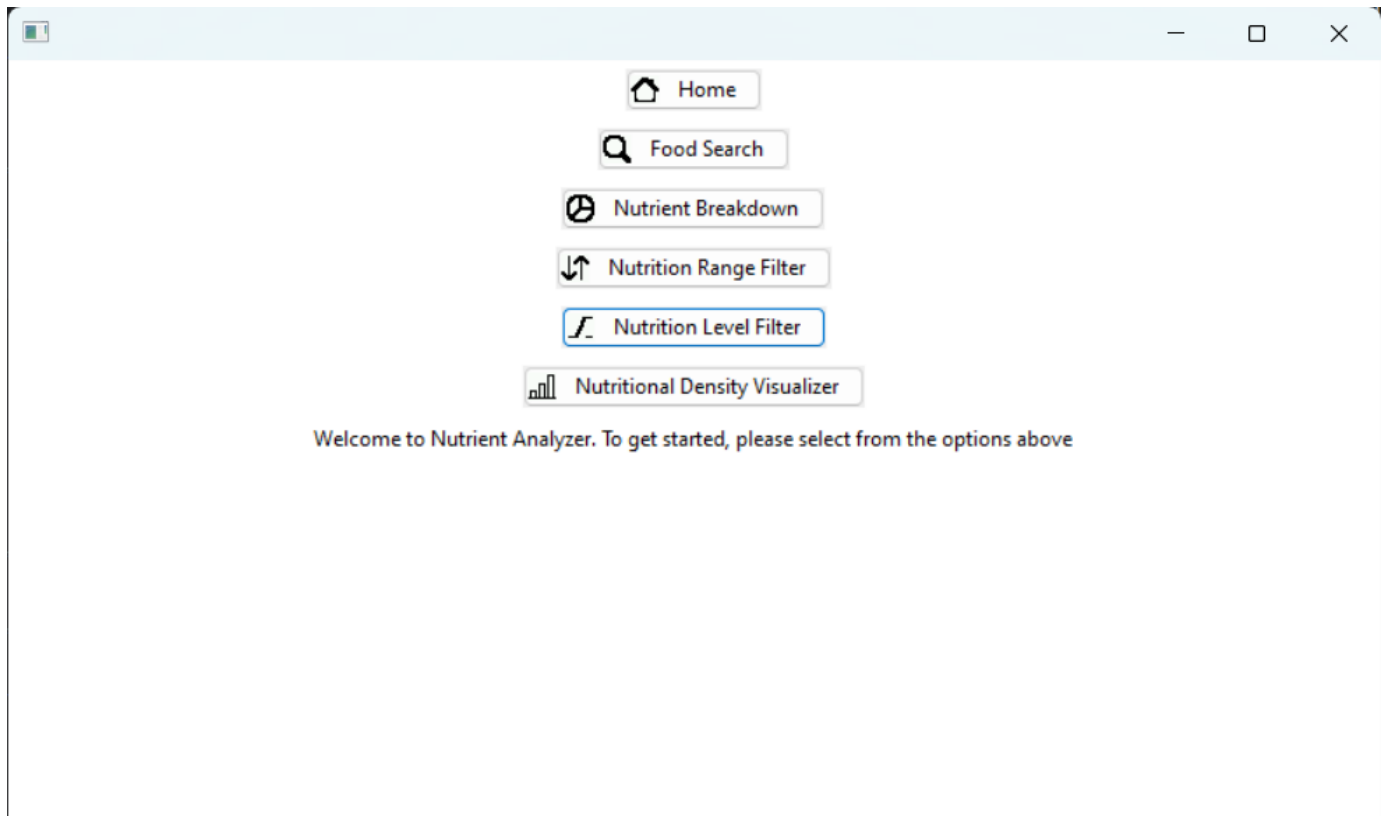 Home
Food Search
Nutrient Breakdown
Nutrition Range Filter
Nutrition Level Filter
Nutritional Density Visualizer
Welcome to Nutrient Analyzer. To get started, please select from the options above